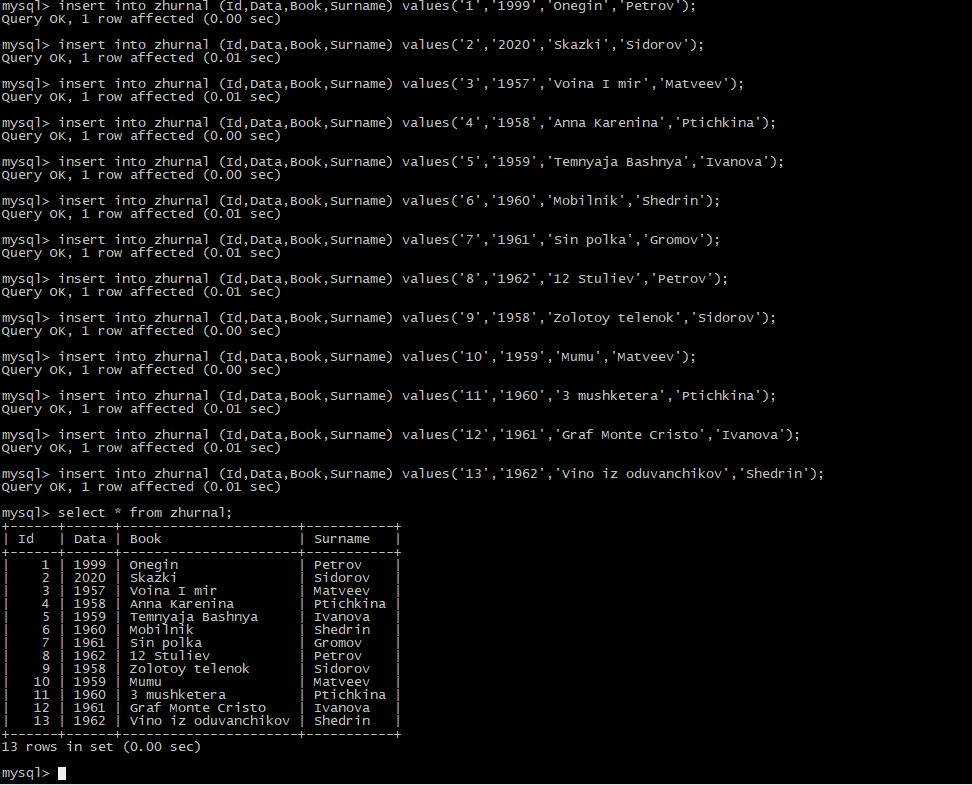 mysql> insert into zhurnal (Id,Data,Book,Surname) values('1','1999','Onegin','Petrov');
Query OK, 1 row affected (0.00 sec)
mysql> insert into zhurnal (Id,Data,Book,Surname) values('2','2020','Skazki','Sidorov');
Query OK, 1 row affected (0.01 sec)
mysql> insert into zhurnal (Id,Data,Book,Surname) values('3','1957','Voina I mir','Matveev');
Query OK, 1 row affected (0.01 sec)
mysql> insert into zhurnal (Id,Data,Book,Surname) values('4','1958','Anna Karenina','Ptichkina');
Query OK, 1 row affected (0.00 sec)
mysql> insert into zhurnal (Id,Data,Book,Surname) values('5','1959','Temnyaja Bashnya','Ivanova');
Query OK, 1 row affected (0.00 sec)
mysql> insert into zhurnal (Id,Data,Book,Surname) values('6','1960','Mobilnik','Shedrin');
Query OK, 1 row affected (0.01 sec)
mysql> insert into zhurnal (Id,Data,Book,Surname) values('7','1961','Sin polka','Gromov');
Query OK, 1 row affected (0.01 sec)
mysql> insert into zhurnal (Id,Data,Book,Surname) values('8','1962','12 Stuliev','Petrov');
Query OK, 1 row affected (0.01 sec)
mysql> insert into zhurnal (Id,Data,Book,Surname) values('9','1958','Zolotoy telenok','Sidorov');
Query OK, 1 row affected (0.00 sec)
mysql> insert into zhurnal (Id,Data,Book,Surname) values('10','1959','Mumu','Matveev');
Query OK, 1 row affected (0.00 sec)
mysql> insert into zhurnal (Id,Data,Book,Surname) values('11','1960','3 mushketera','Ptichkina');
Query OK, 1 row affected (0.01 sec)
mysql> insert into zhurnal (Id,Data,Book,Surname) values('12','1961','Graf Monte Cristo','Ivanova');
Query OK, 1 row affected (0.01 sec)
mysql> insert into zhurnal (Id,Data,Book,Surname) values('13','1962','Vino iz oduvanchikov','Shedrin');
Query OK, 1 row affected (0.01 sec)
mysql> select * from zhurnal;
+------+------+----------------------+-----------+
| Id   | Data | Book                 | Surname   |
+------+------+----------------------+-----------+
|    1 | 1999 | Onegin               | Petrov    |
|    2 | 2020 | Skazki               | Sidorov   |
|    3 | 1957 | Voina I mir          | Matveev   |
|    4 | 1958 | Anna Karenina        | Ptichkina |
|    5 | 1959 | Temnyaja Bashnya     | Ivanova   |
|    6 | 1960 | Mobilnik             | Shedrin   |
|    7 | 1961 | Sin polka            | Gromov    |
|    8 | 1962 | 12 Stuliev           | Petrov    |
|    9 | 1958 | Zolotoy telenok      | Sidorov   |
|   10 | 1959 | Mumu                 | Matveev   |
|   11 | 1960 | 3 mushketera         | Ptichkina |
|   12 | 1961 | Graf Monte Cristo    | Ivanova   |
|   13 | 1962 | Vino iz oduvanchikov | Shedrin   |
+------+------+----------------------+-----------+
13 rows in set (0.00 sec)
mysql>